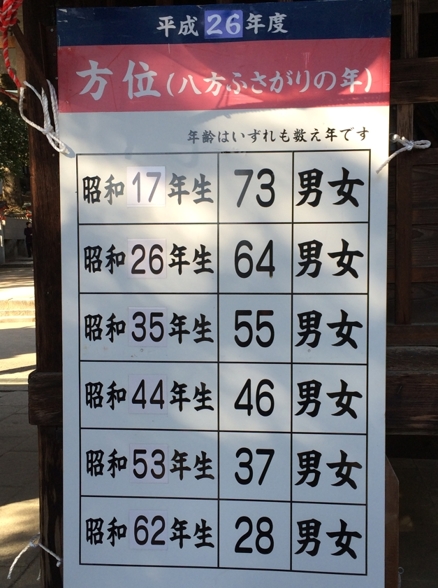 平成26年度
方位(八方ふさがりの年)
年齢はいずれも数え年です
昭和17年生 73 男女
昭和26年生 64 男女
昭和35年生 55 男女
昭和44年生 46 男女
昭和53年生 37 男女
昭和62年生 28 男女